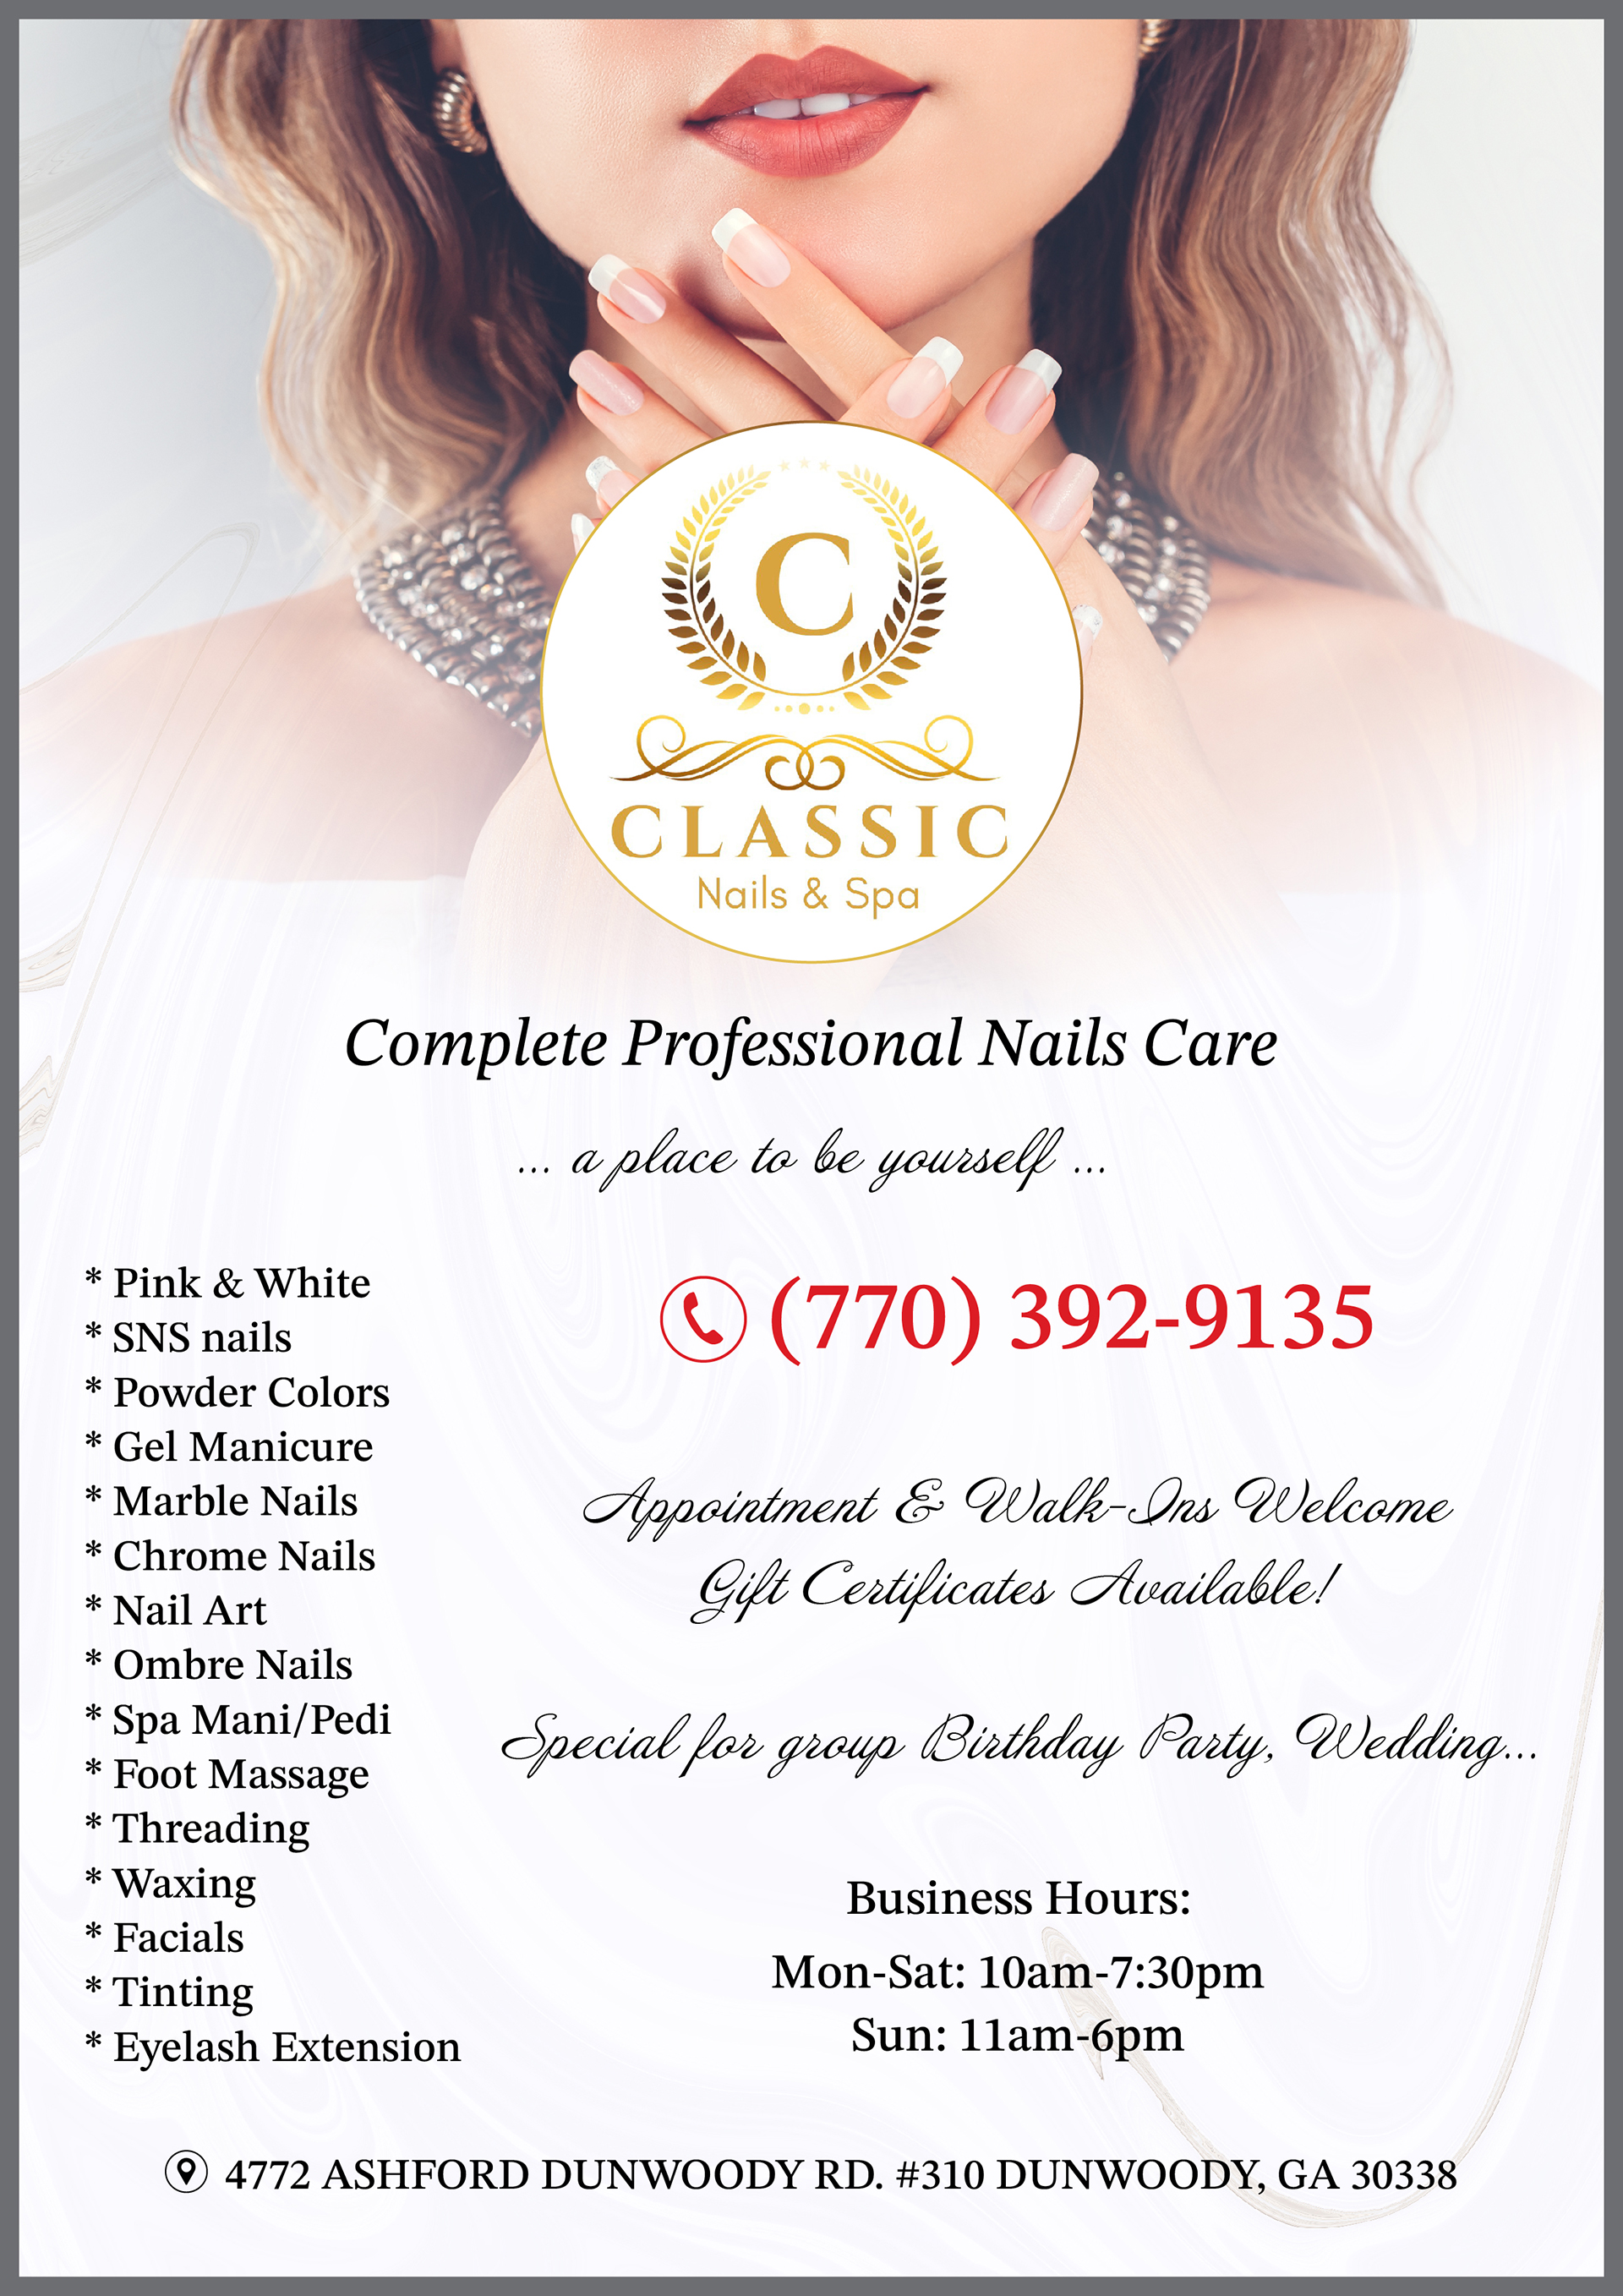 C
CLASSIC
Nails & Spa
Complete Professional Nails Care
... a place to be yourself ...
* Pink & White
* SNS nails
* Powder Colors
* Gel Manicure
* Marble Nails
* Chrome Nails
* Nail Art
* Ombre Nails
* Spa Mani/Pedi
* Foot Massage
* Threading
* Waxing
* Facials
* Tinting
* Eyelash Extension
(770) 392-9135
Appointment & Walk-Ins Welcome
Gift Certificates Available!
Special for group Birthday Party, Wedding...
Business Hours:
Mon-Sat: 10am-7:30pm
Sun: 11am-6pm
4772 ASHFORD DUNWOODY RD. #310 DUNWOODY, GA 30338